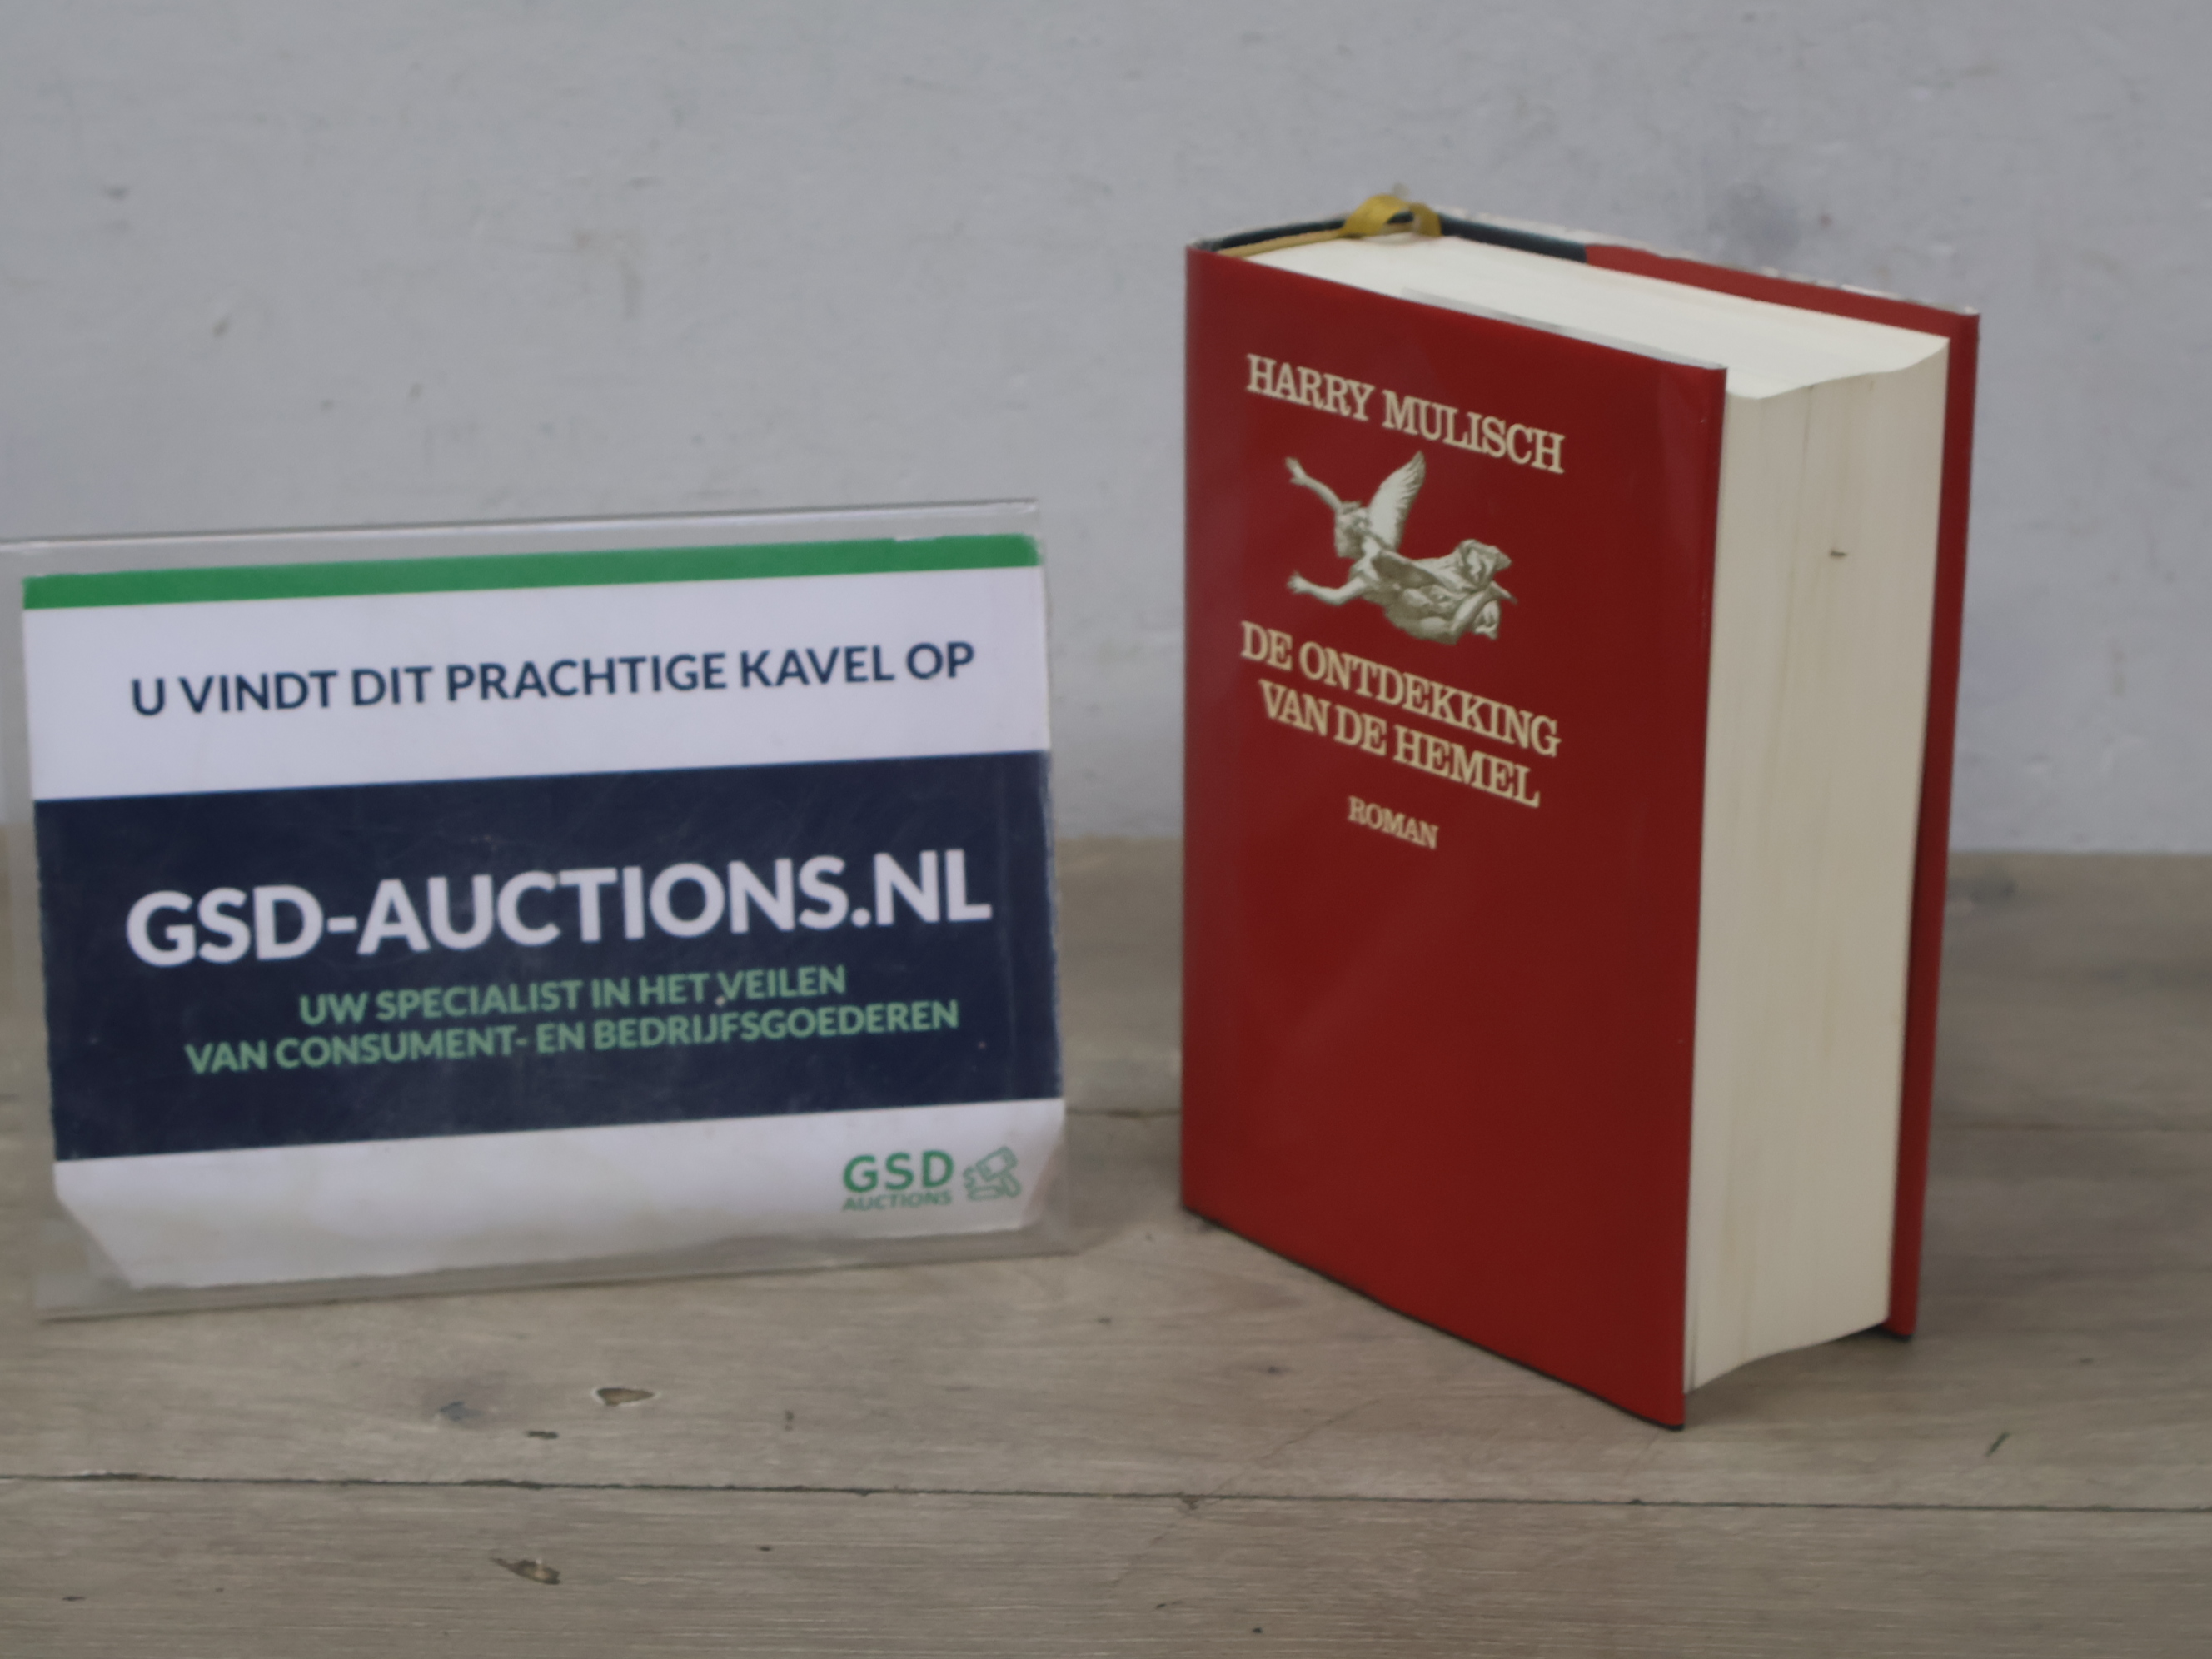 U VINDT DIT PRACHTIGE KAVEL OP
GSD-AUCTIONS.NL
UW SPECIALIST IN HET VEILEN
VAN CONSUMENT- EN BEDRIJFSGOEDEREN
GSD
AUCTIONS
HARRY MULISCH
DE ONTDEKKING
VAN DE HEMEL
ROMAN